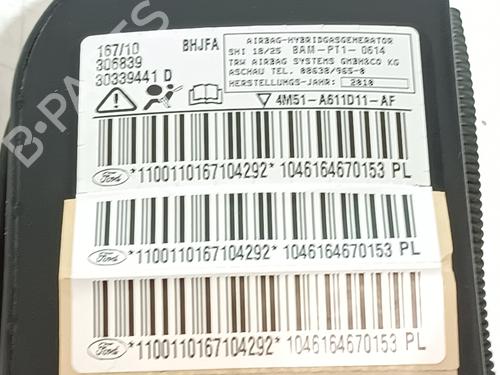 167/10 BHJFA
306839
30339441 D
AIRBAG-HYBRIDGASGENERATOR
SHI 18/25 BAM-PT1-0614
TRW AIRBAG SYSTEMS GMBH&CO KG
ASCHAU TEL. 08638/965-0
HERSTELLUNGS-JAHR: 2010
4M51-A611D11-AF
Ford *1100110167104292*1046164670153 PL
Ford *1100110167104292*1046164670153 PL
Ford *1100110167104292*1046164670153 PL
B-Parts